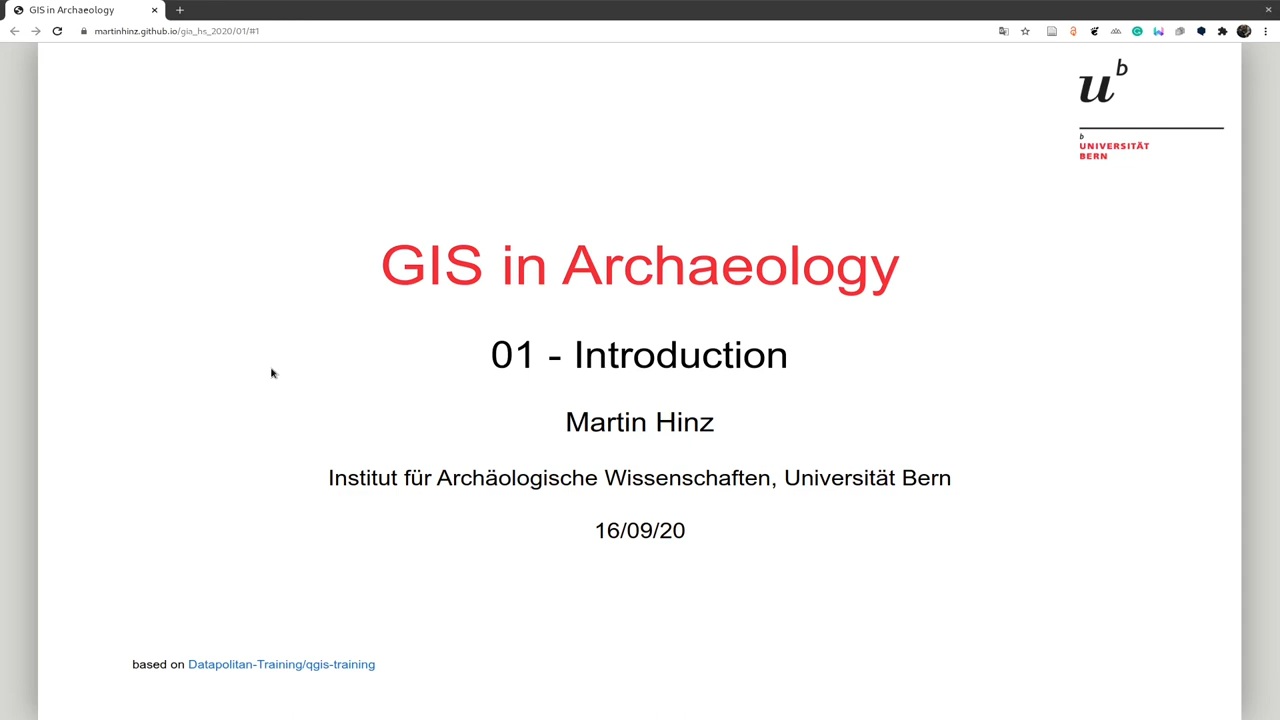 GIS in Archaeology
martinhinz.github.io/gia_hs_2020/01/#1
u b
b
UNIVERSITÄT
BERN
GIS in Archaeology
01 - Introduction
Martin Hinz
Institut für Archäologische Wissenschaften, Universität Bern
16/09/20
based on Datapolitan-Training/qgis-training